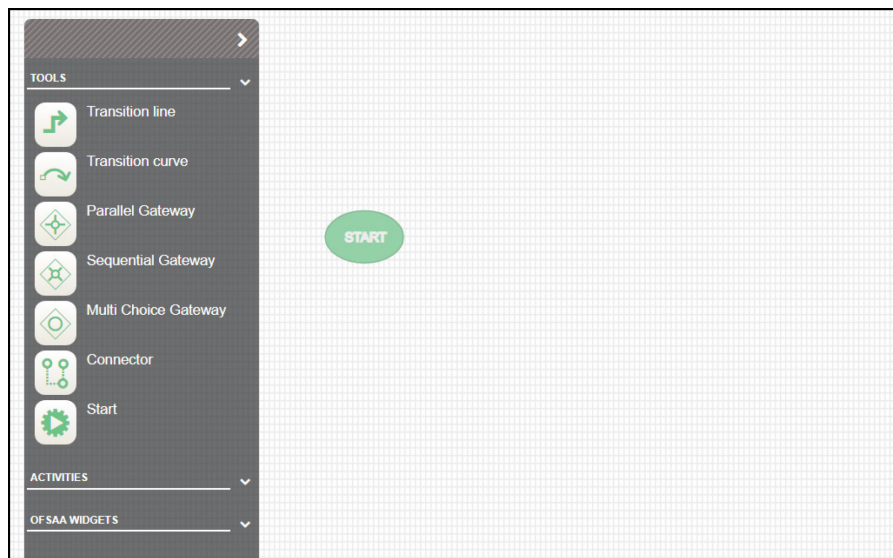 TOOLS
Transition line
Transition curve
Parallel Gateway
Sequential Gateway
Multi Choice Gateway
Connector
Start
ACTIVITIES
OFSAA WIDGETS
START